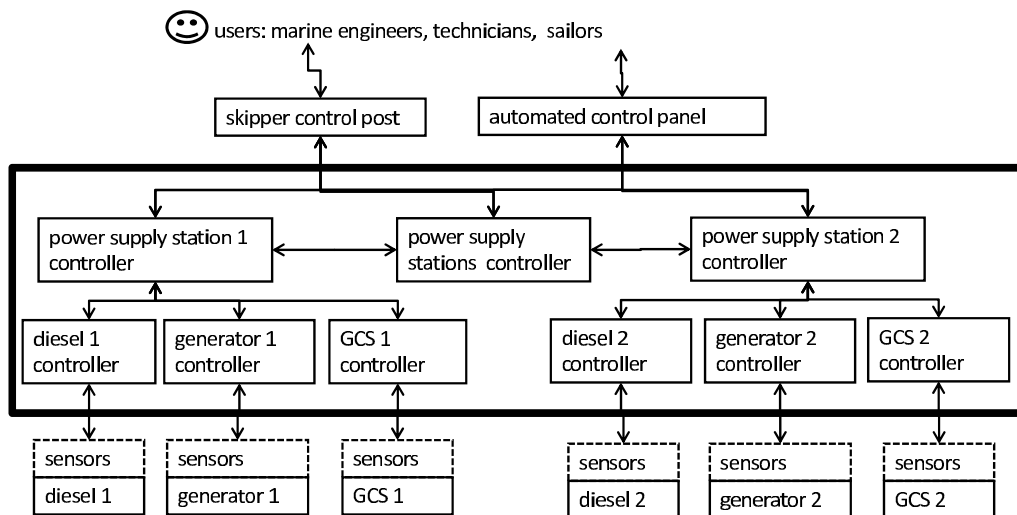 users: marine engineers, technicians, sailors
skipper control post
automated control panel
power supply station 1
controller
power supply
stations controller
power supply station 2
controller
diesel 1
controller
generator 1
controller
GCS 1
controller
diesel 2
controller
generator 2
controller
GCS 2
controller
sensors
diesel 1
sensors
generator 1
sensors
GCS 1
sensors
diesel 2
sensors
generator 2
sensors
GCS 2